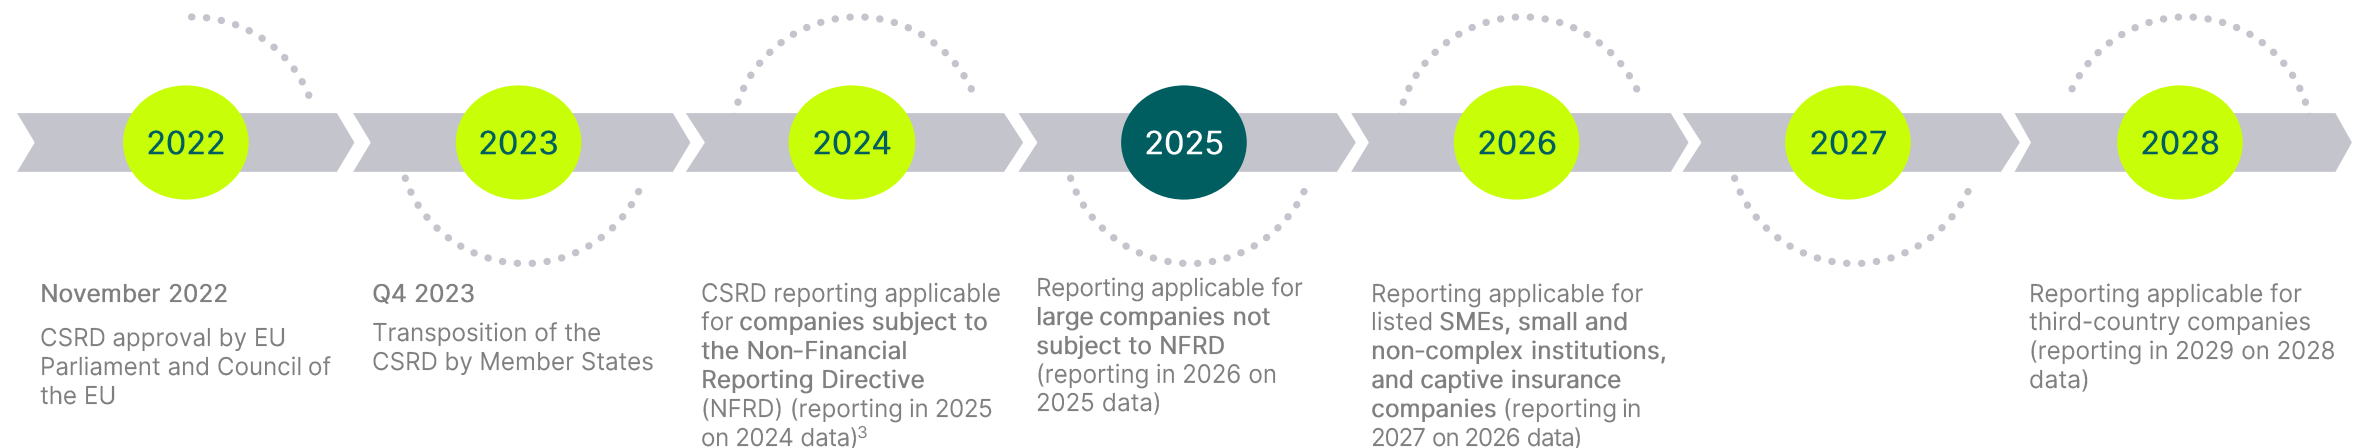 2022
2023
2024
2025
2026
2027
2028
November 2022
CSRD approval by EU
Parliament and Council of
the EU
Q4 2023
Transposition of the
CSRD by Member States
CSRD reporting applicable
for companies subject to
the Non-Financial
Reporting Directive
(NFRD) (reporting in 2025
on 2024 data)³
Reporting applicable for
large companies not
subject to NFRD
(reporting in 2026 on
2025 data)
Reporting applicable for
listed SMEs, small and
non-complex institutions,
and captive insurance
companies (reporting in
2027 on 2026 data)
Reporting applicable for
third-country companies
(reporting in 2029 on 2028
data)